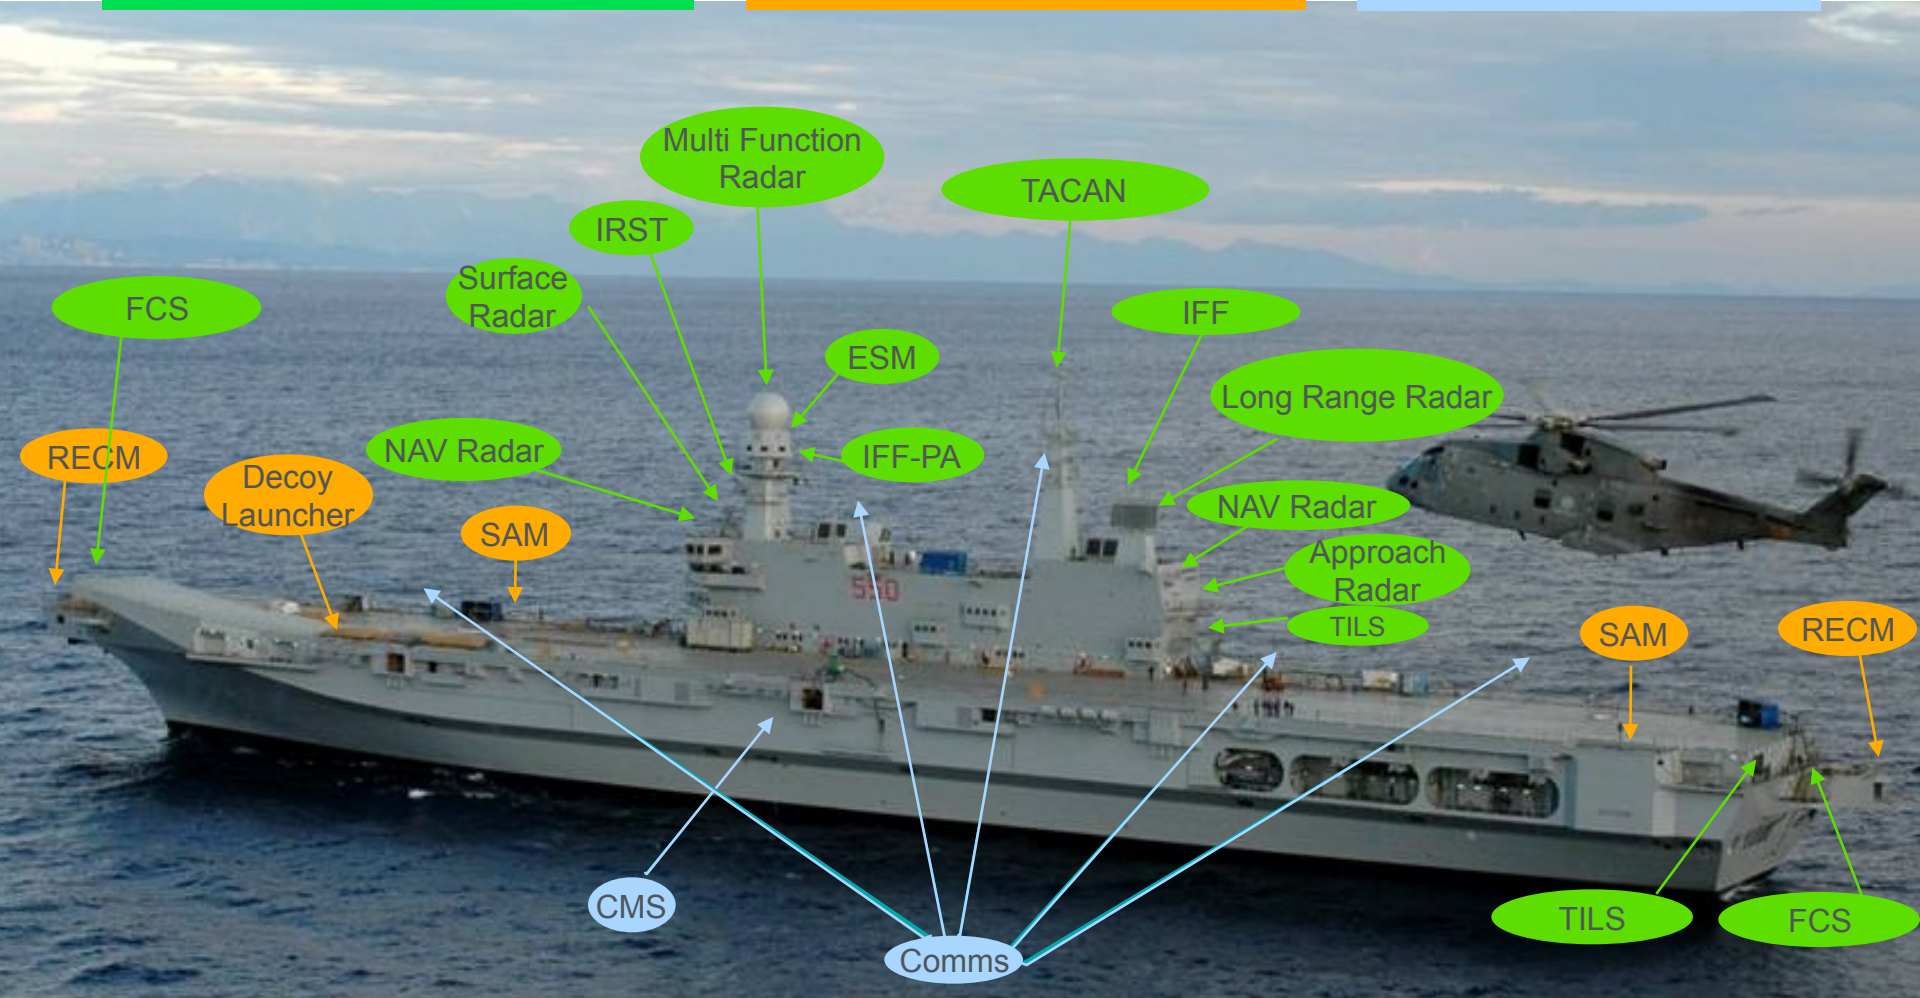 Multi Function
Radar
TACAN
IRST
Surface
Radar
FCS
IFF
ESM
Long Range Radar
NAV Radar
IFF-PA
RECM
Decoy
Launcher
SAM
NAV Radar
Approach
Radar
550
TILS
SAM
RECM
CMS
TILS
FCS
Comms